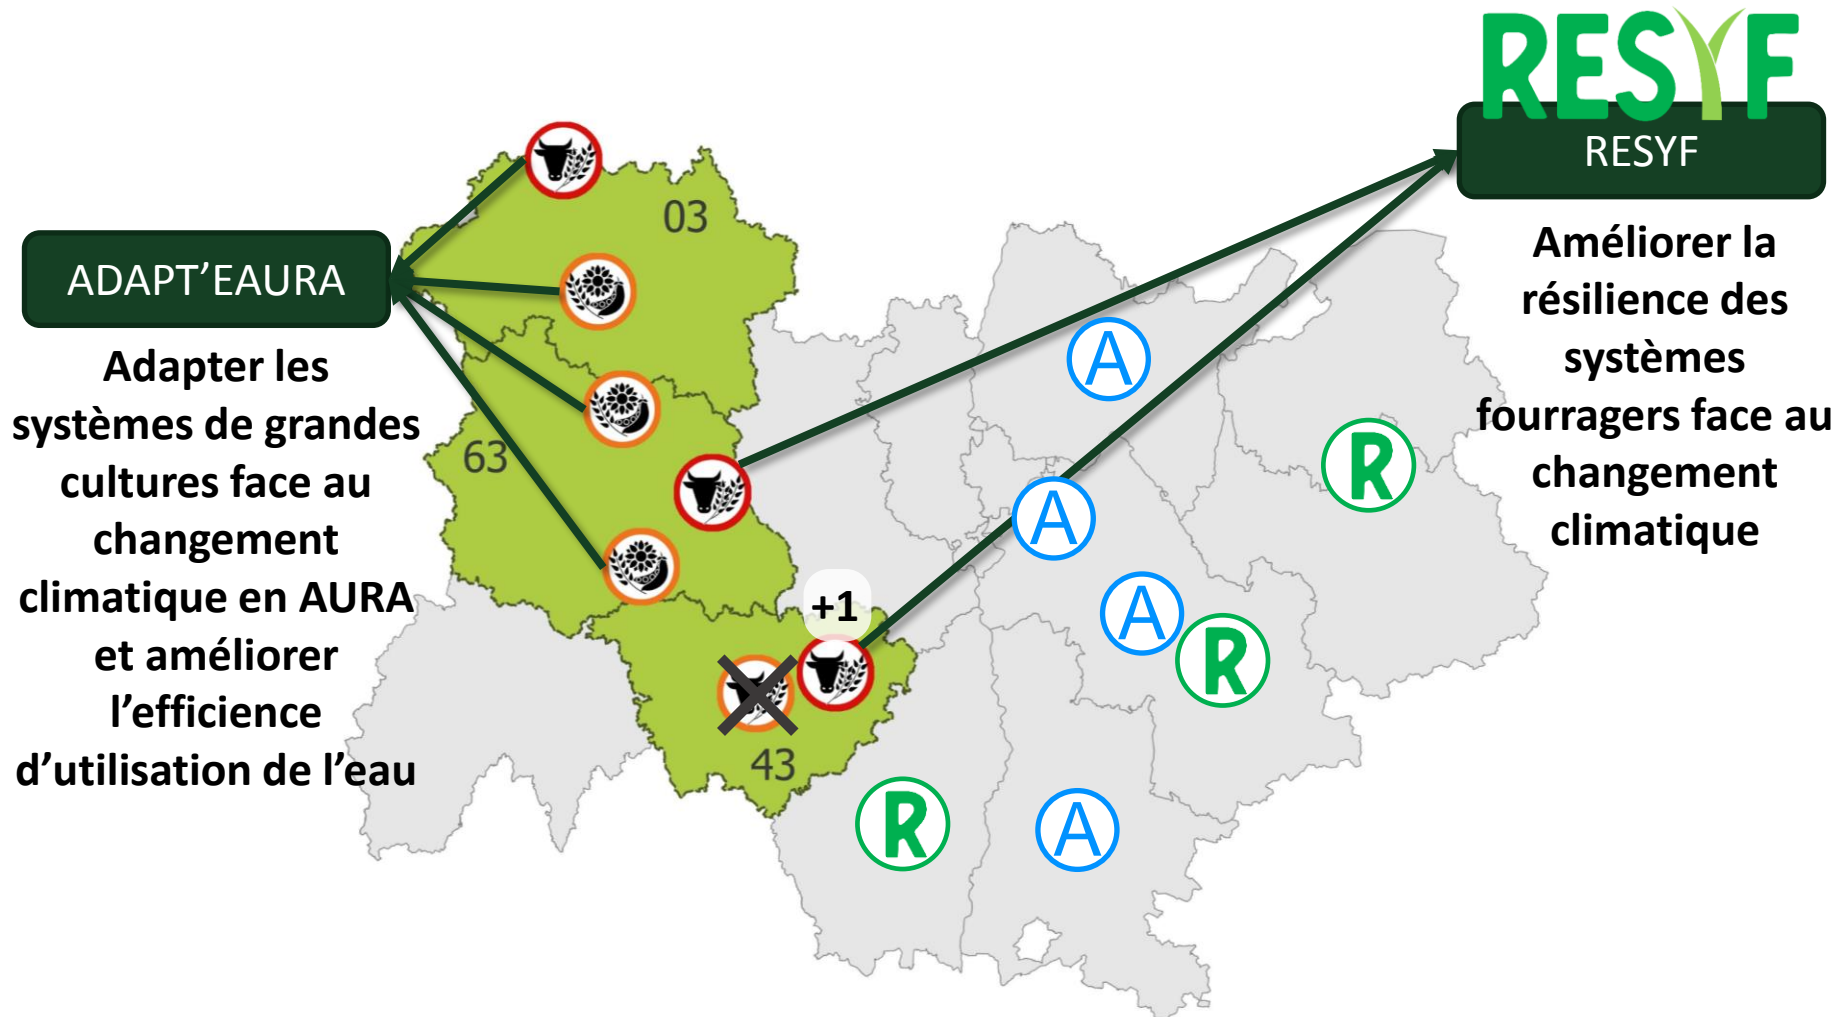 RESYF
RESYF
Améliorer la
résilience des
systèmes
fourragers face au
changement
climatique
ADAPT'EAURA
Adapter les
systèmes de grandes
cultures face au
changement
climatique en AURA
et améliorer
l'efficience
d'utilisation de l'eau
03
63
+1
43
A
A
A
A
R
R
R